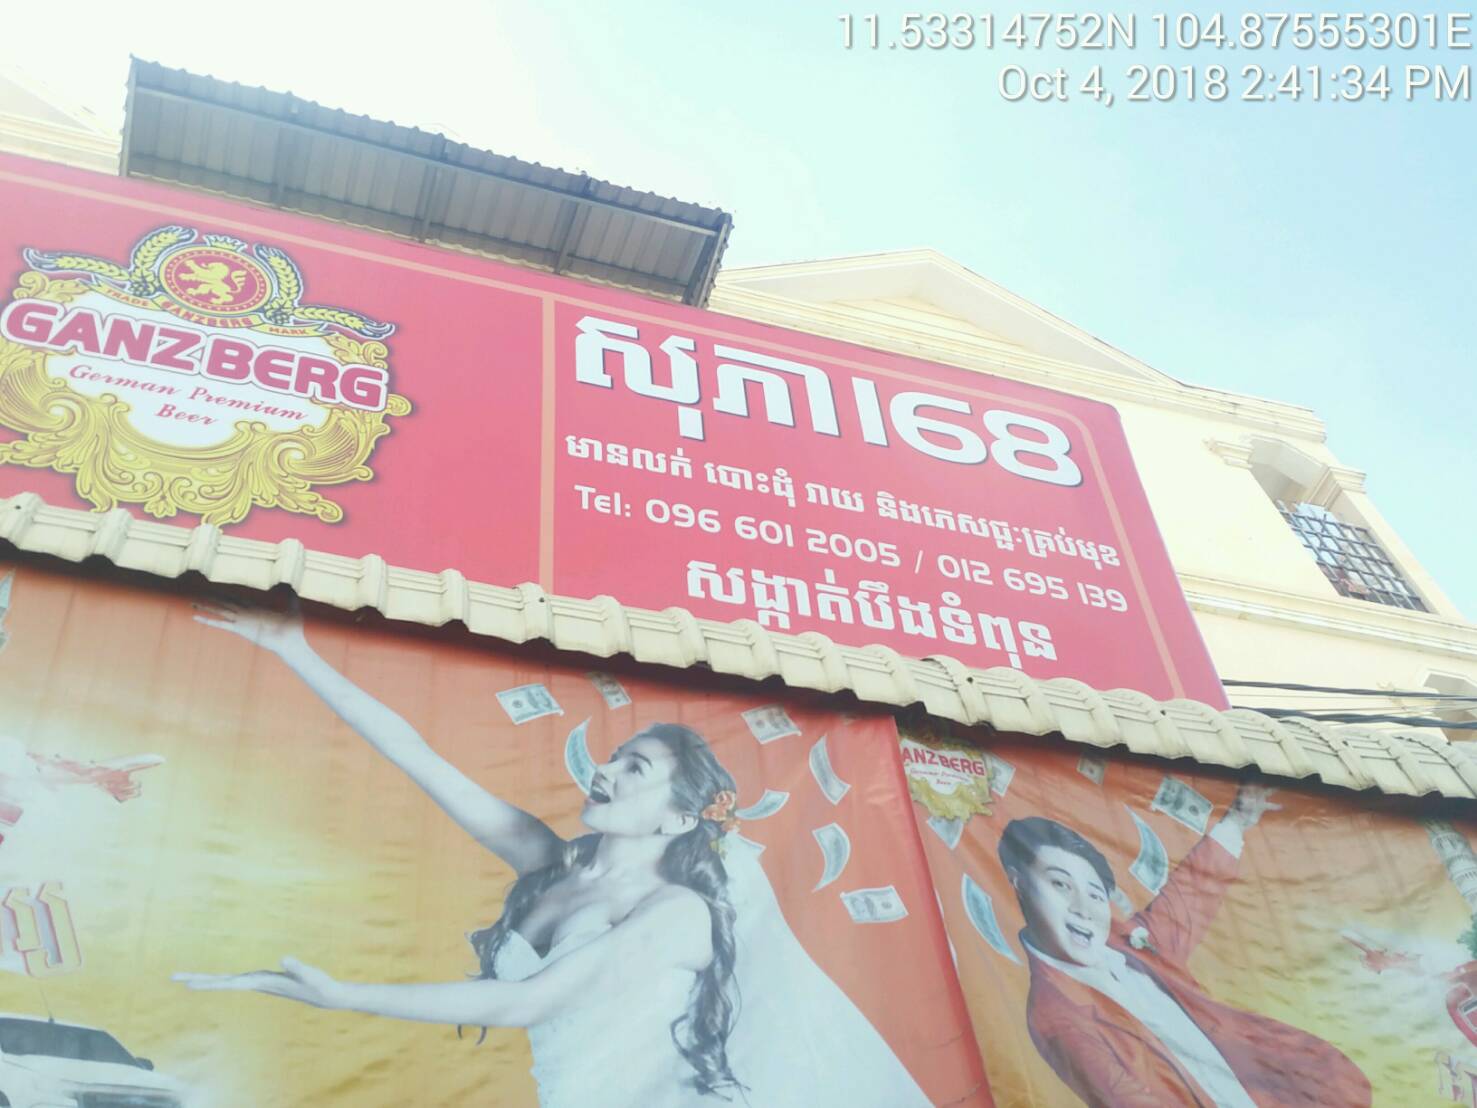 11.53314752N 104.87555301E
Oct 4, 2018 2:41:34 PM
TRADE GANZBERG MARK
GANZBERG
German Premium
Beer
សុភា168
មានលក់ បោះដុំ រាយ និងភេសជ្ជៈគ្រប់មុខ
Tel: 096 601 2005 / 012 695 139
សង្កាត់បឹងទំពុន
GANZBERG
German Premium
Beer